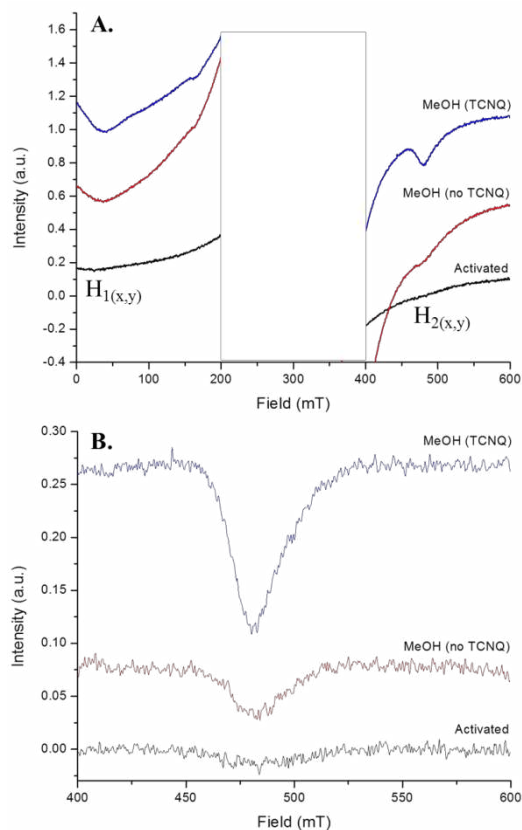 A.
1.6
1.4
1.2
1.0
0.8
0.6
0.4
0.2
0.0
-0.2
-0.4
Intensity (a.u.)
MeOH (TCNQ)
MeOH (no TCNQ)
Activated
H1(x,y)
H2(x,y)
0 100 200 300 400 500 600
Field (mT)
B.
0.30
0.25
0.20
0.15
0.10
0.05
0.00
Intensity (a.u.)
MeOH (TCNQ)
MeOH (no TCNQ)
Activated
400 450 500 550 600
Field (mT)